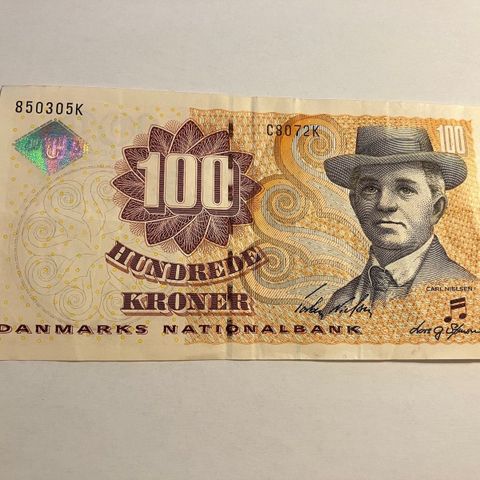 850305K
C8072K
100
100
HUNDREDE
KRONER
CARL NIELSEN
DANMARKS NATIONALBANK